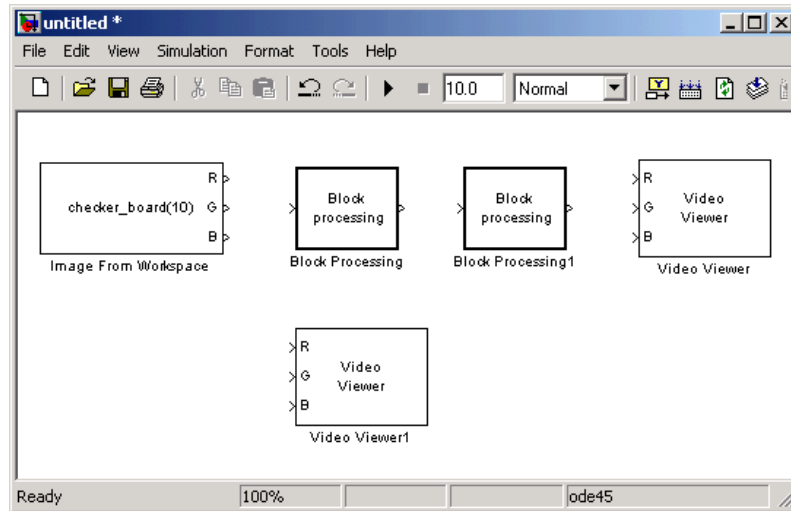 untitled *
File Edit View Simulation Format Tools Help
10.0 Normal
R
checker_board(10) G
B
Image From Workspace
Block
processing
Block Processing
Block
processing
Block Processing1
R
G
B
Video
Viewer
Video Viewer
R
G
B
Video
Viewer
Video Viewer1
Ready 100% ode45